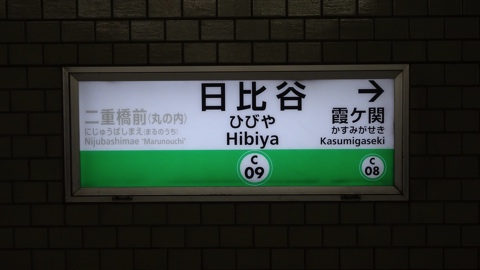 日比谷
ひびや
Hibiya
C
09
二重橋前〈丸の内〉
にじゅうばしまえ〈まるのうち〉
Nijubashimae "Marunouchi"
→
霞ケ関
かすみがせき
Kasumigaseki
C
08